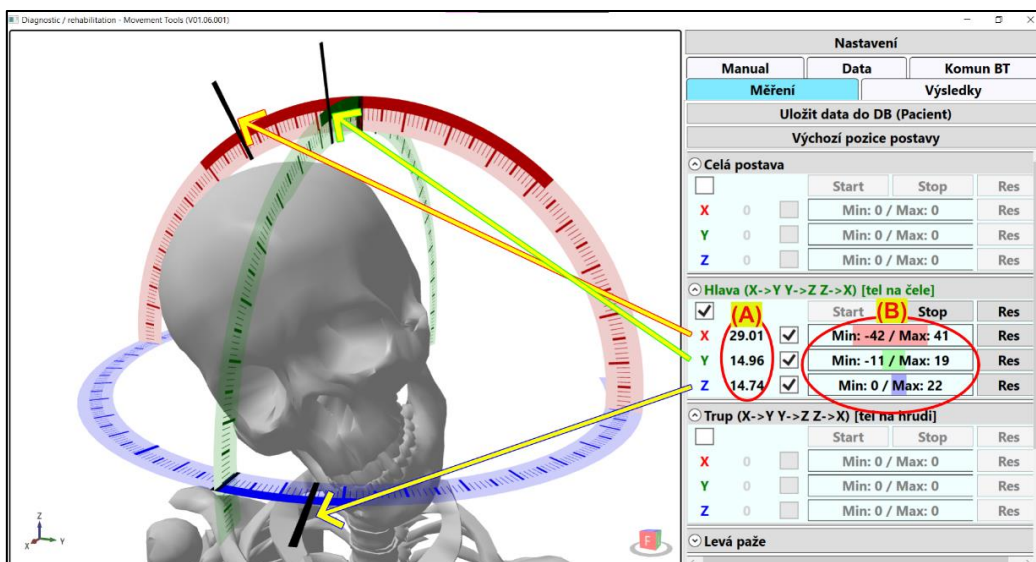 Diagnostic / rehabilitation - Movement Tools (V01.06.001)
Nastavení
Manual Data Komun BT
Měření Výsledky
Uložit data do DB (Pacient)
Výchozí pozice postavy
Celá postava
Start Stop Res
X 0 Min: 0 / Max: 0 Res
Y 0 Min: 0 / Max: 0 Res
Z 0 Min: 0 / Max: 0 Res
Hlava (X->Y Y->Z Z->X) [tel na čele]
(A) Start (B) Stop Res
X 29.01 Min: -42 / Max: 41 Res
Y 14.96 Min: -11 / Max: 19 Res
Z 14.74 Min: 0 / Max: 22 Res
Trup (X->Y Y->Z Z->X) [tel na hrudi]
Start Stop Res
X 0 Min: 0 / Max: 0 Res
Y 0 Min: 0 / Max: 0 Res
Z 0 Min: 0 / Max: 0 Res
Levá paže
Z
X Y
F